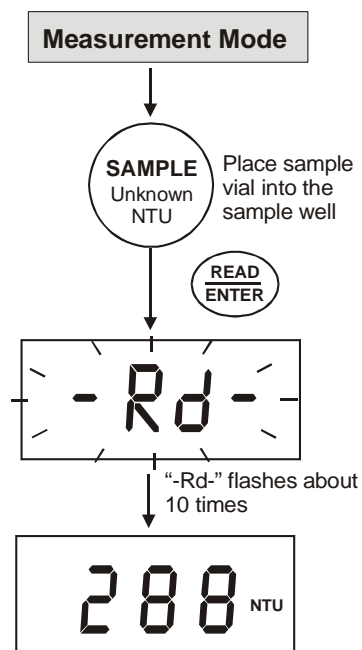 Measurement Mode
SAMPLE
Unknown
NTU
Place sample
vial into the
sample well
READ
ENTER
-Rd-
“-Rd-” flashes about
10 times
288 NTU